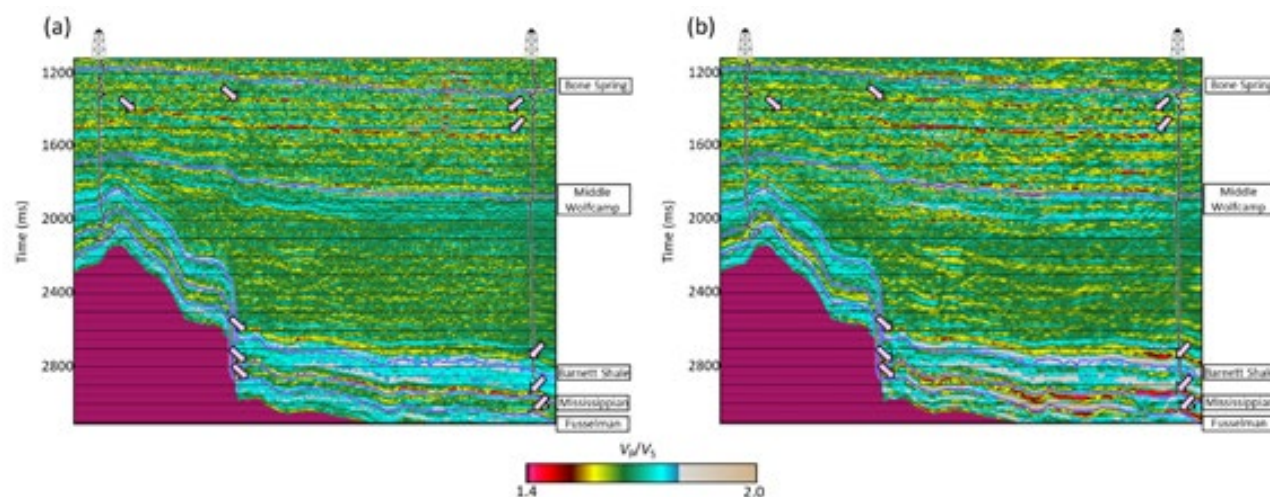 (a)
Bone Spring
1200
1600
Middle
Wolfcamp
2000
2400
2800
Time (ms)
Barnett Shale
Mississippian
Fusselman
(b)
Bone Spring
1200
1600
Middle
Wolfcamp
2000
2400
2800
Time (ms)
Barnett Shale
Mississippian
Fusselman
VP/VS
1.4
2.0